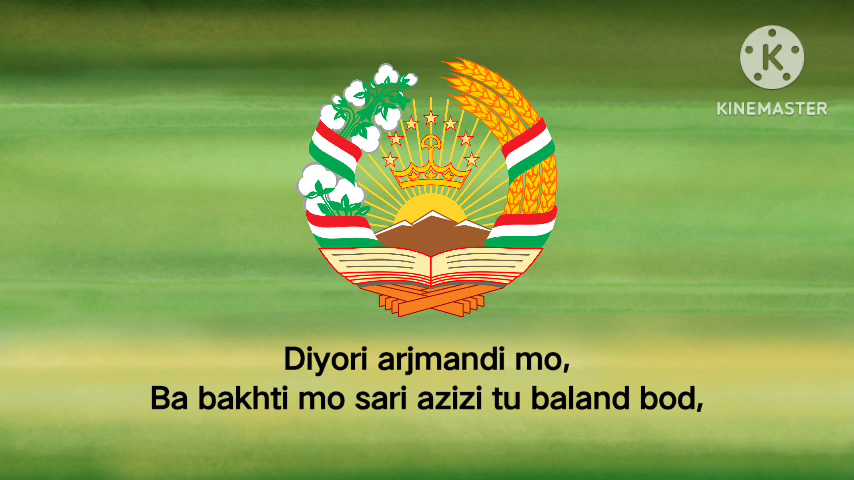 KINEMASTER
Diyori arjmandi mo,
Ba bakhti mo sari azizi tu baland bod,